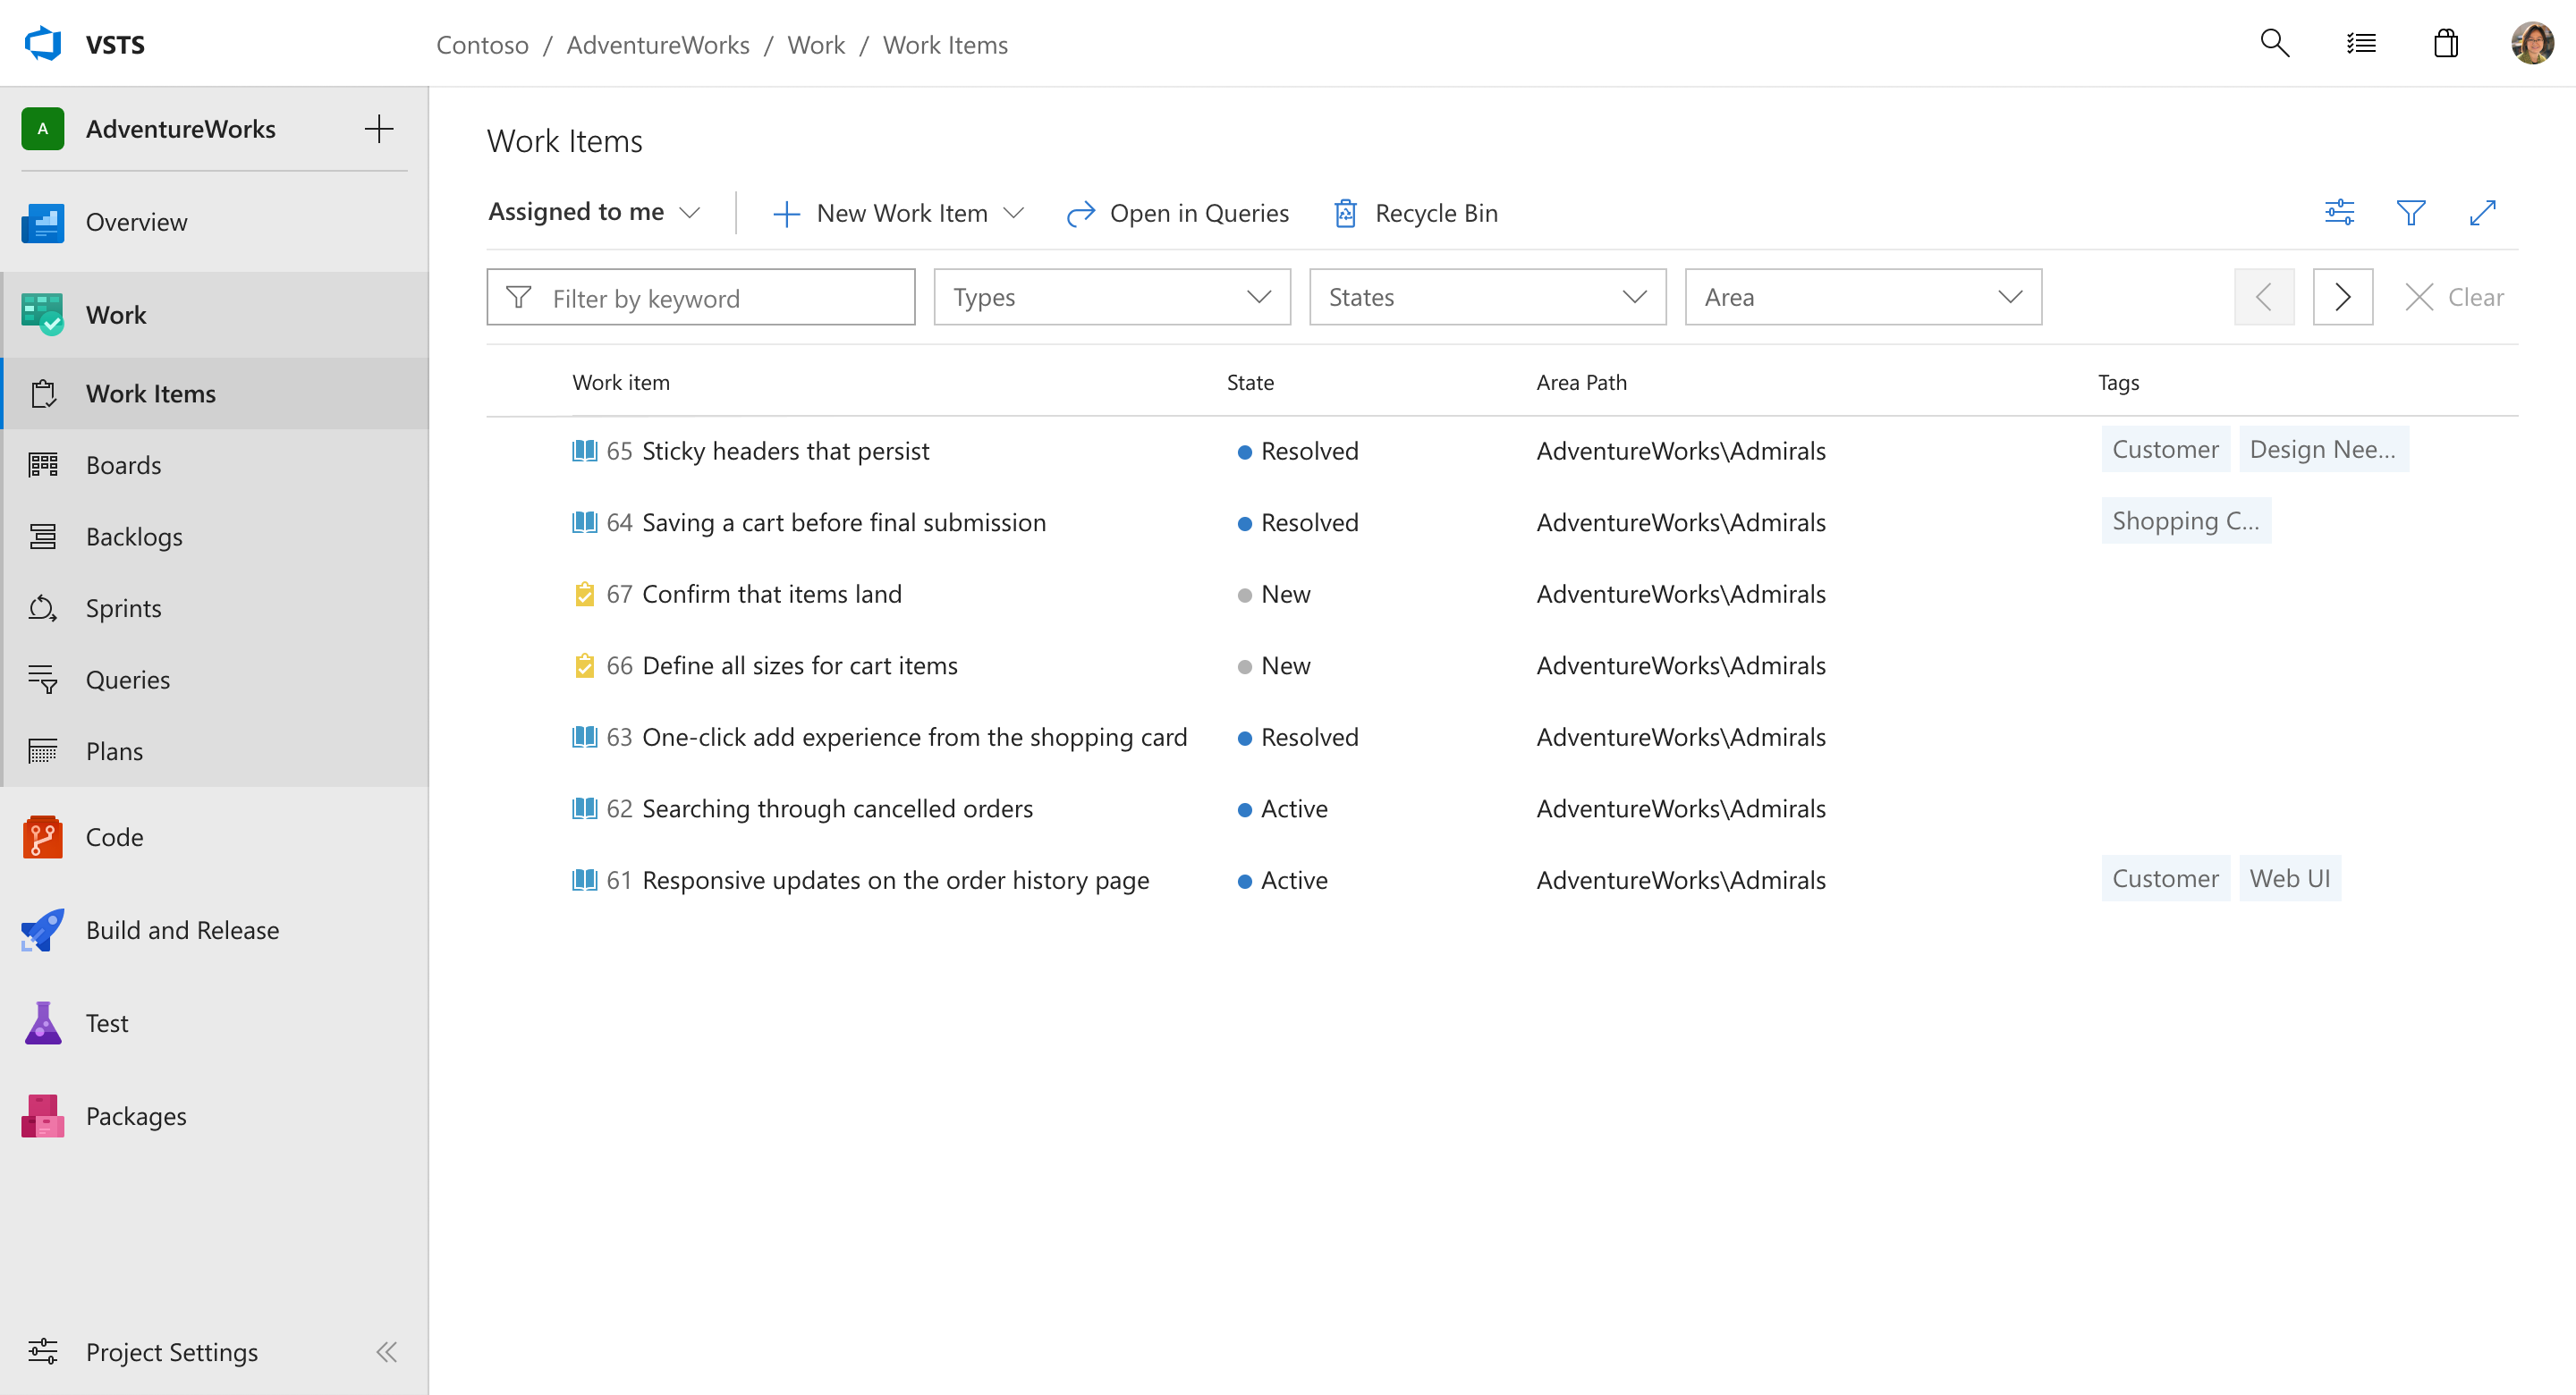 VSTS
Contoso / AdventureWorks / Work / Work Items
A AdventureWorks
Overview
Work
Work Items
Boards
Backlogs
Sprints
Queries
Plans
Code
Build and Release
Test
Packages
Project Settings
Work Items
Assigned to me New Work Item Open in Queries Recycle Bin
Filter by keyword Types States Area Clear
Work item State Area Path Tags
65 Sticky headers that persist Resolved AdventureWorks\Admirals Customer Design Nee...
64 Saving a cart before final submission Resolved AdventureWorks\Admirals Shopping C...
67 Confirm that items land New AdventureWorks\Admirals
66 Define all sizes for cart items New AdventureWorks\Admirals
63 One-click add experience from the shopping card Resolved AdventureWorks\Admirals
62 Searching through cancelled orders Active AdventureWorks\Admirals
61 Responsive updates on the order history page Active AdventureWorks\Admirals Customer Web UI